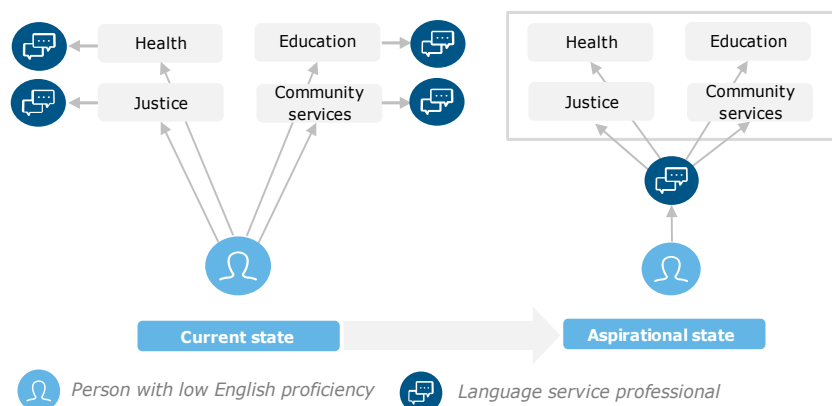 Health
Education
Justice
Community
services
Health
Education
Justice
Community
services
Current state
Aspirational state
Person with low English proficiency
Language service professional